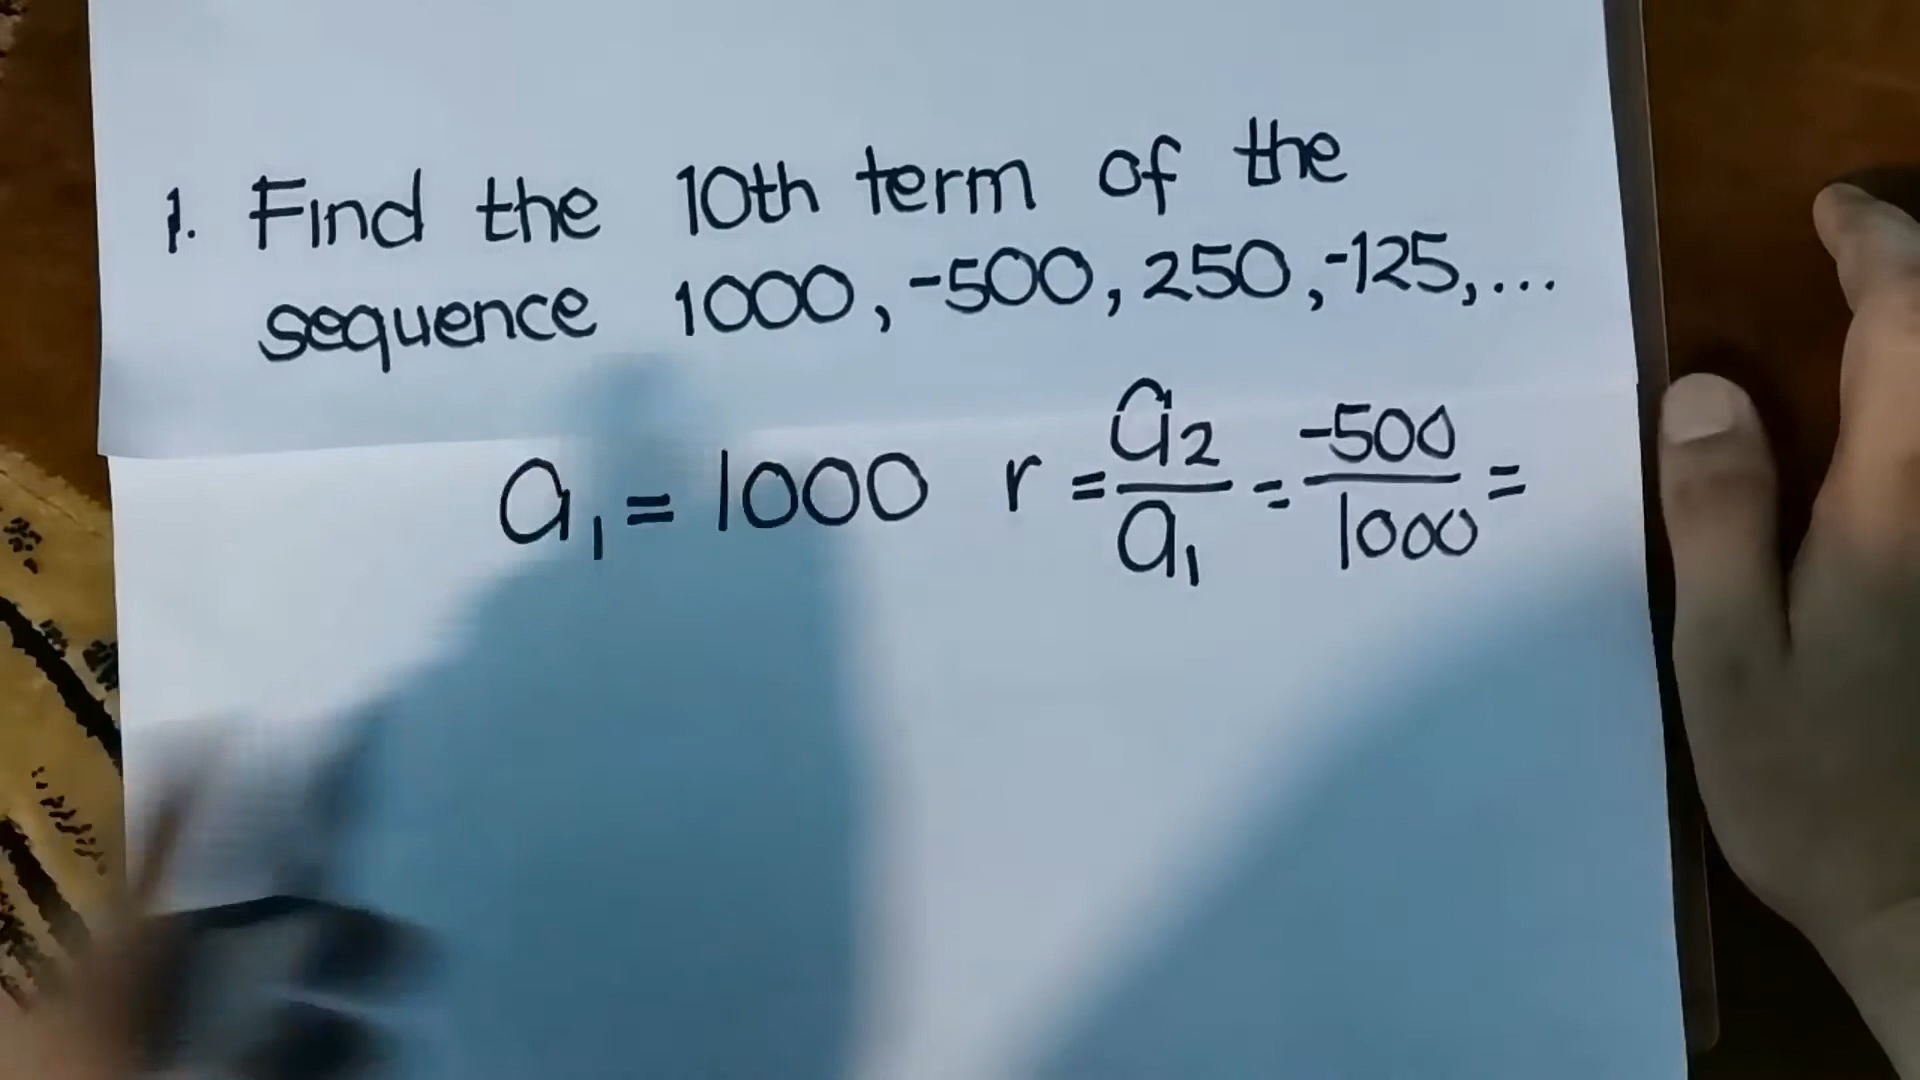 1. Find the 10th term of the
sequence 1000, -500, 250, -125, ...
a₁ = 1000 r = a₂/a₁ = -500/1000 =